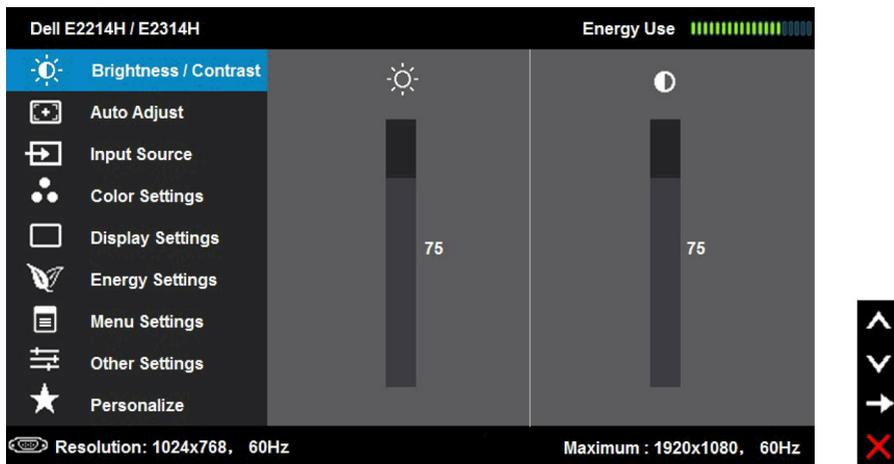 Dell E2214H / E2314H
Energy Use
Brightness / Contrast
Auto Adjust
Input Source
Color Settings
Display Settings
Energy Settings
Menu Settings
Other Settings
Personalize
75
75
Resolution: 1024x768, 60Hz
Maximum : 1920x1080, 60Hz